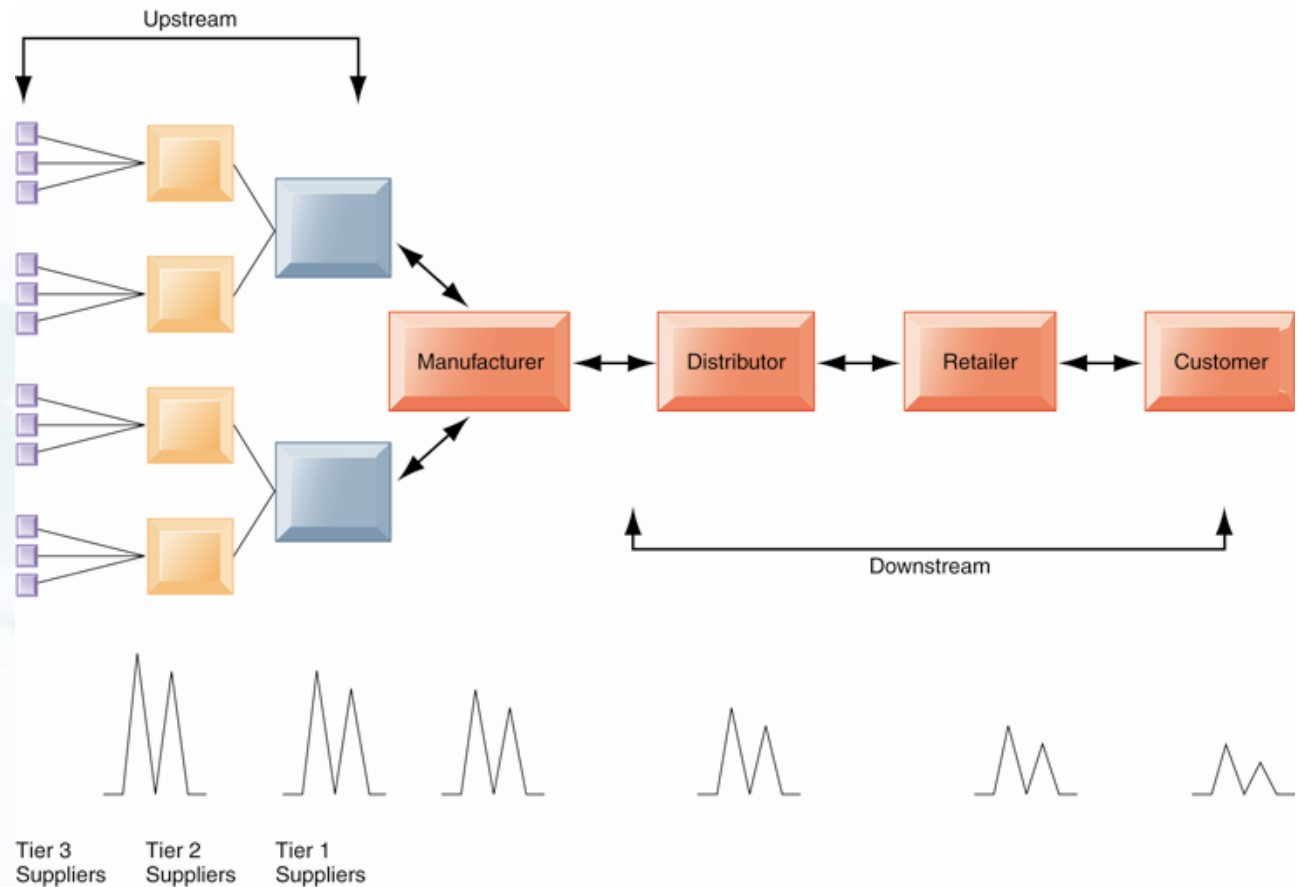 Upstream
Manufacturer
Distributor
Retailer
Customer
Downstream
Tier 3
Suppliers
Tier 2
Suppliers
Tier 1
Suppliers